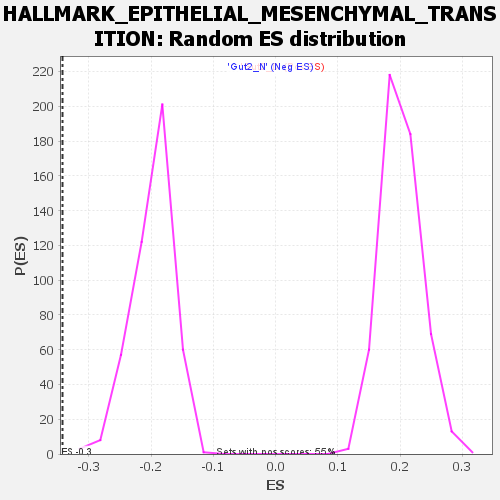 HALLMARK_EPITHELIAL_MESENCHYMAL_TRANS
ITION: Random ES distribution
'Gut2_N' (Neg ES)
220
200
180
160
140
120
100
80
60
40
20
0
P(ES)
ES -0.3
Sets with pos scores: 55%
-0.3 -0.2 -0.1 0.0 0.1 0.2 0.3
ES